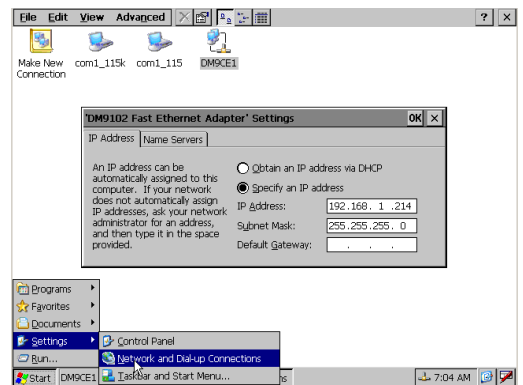 File Edit View Advanced ? ×
Make New Connection
com1_115k
com1_115
DM9CE1
'DM9102 Fast Ethernet Adapter' Settings OK ×
IP Address Name Servers
An IP address can be
automatically assigned to this
computer. If your network
does not automatically assign
IP addresses, ask your network
administrator for an address,
and then type it in the space
provided.
Obtain an IP address via DHCP
Specify an IP address
IP Address: 192.168. 1 .214
Subnet Mask: 255.255.255. 0
Default Gateway: . . .
Programs
Favorites
Documents
Settings
Run...
Control Panel
Network and Dial-up Connections
Taskbar and Start Menu...
Start DM9CE1 7:04 AM